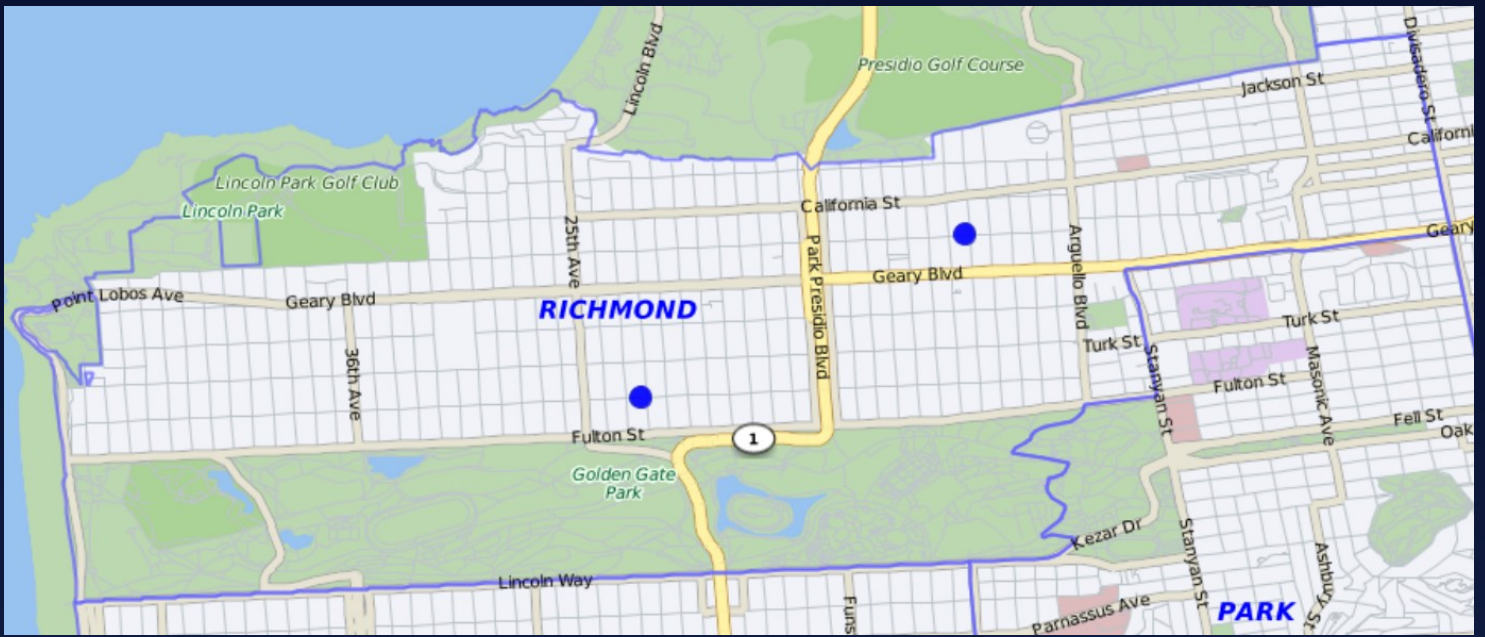 Lincoln Blvd
Presidio Golf Course
Divisadero St
Jackson St
Californi
Lincoln Park Golf Club
Lincoln Park
California St
25th Ave
Park Presidio Blvd
Arguello Blvd
Geary
Geary Blvd
Point Lobos Ave
Geary Blvd
RICHMOND
Turk St
Turk St
36th Ave
Stanyan St
Masonic Ave
Fulton St
Fell St
Oak
Fulton St
1
Golden Gate
Park
Kezar Dr
Stanyan St
Ashbury St
Lincoln Way
Funs
Parnassus Ave
PARK